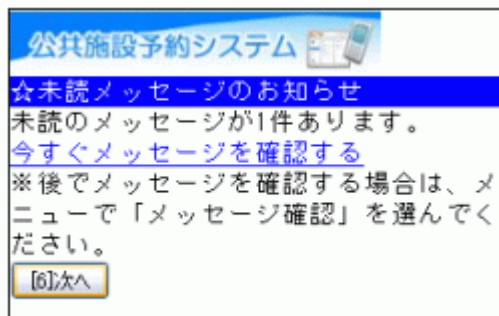 公共施設予約システム
☆未読メッセージのお知らせ
未読のメッセージが1件あります。
今すぐメッセージを確認する
※後でメッセージを確認する場合は、メ
ニューで「メッセージ確認」を選んでく
ださい。
[6]次へ